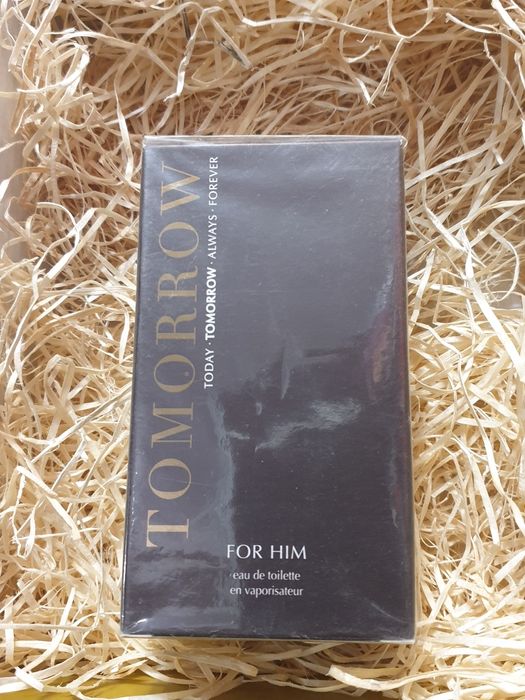 TOMORROW
TODAY · TOMORROW · ALWAYS · FOREVER
FOR HIM
eau de toilette
en vaporisateur